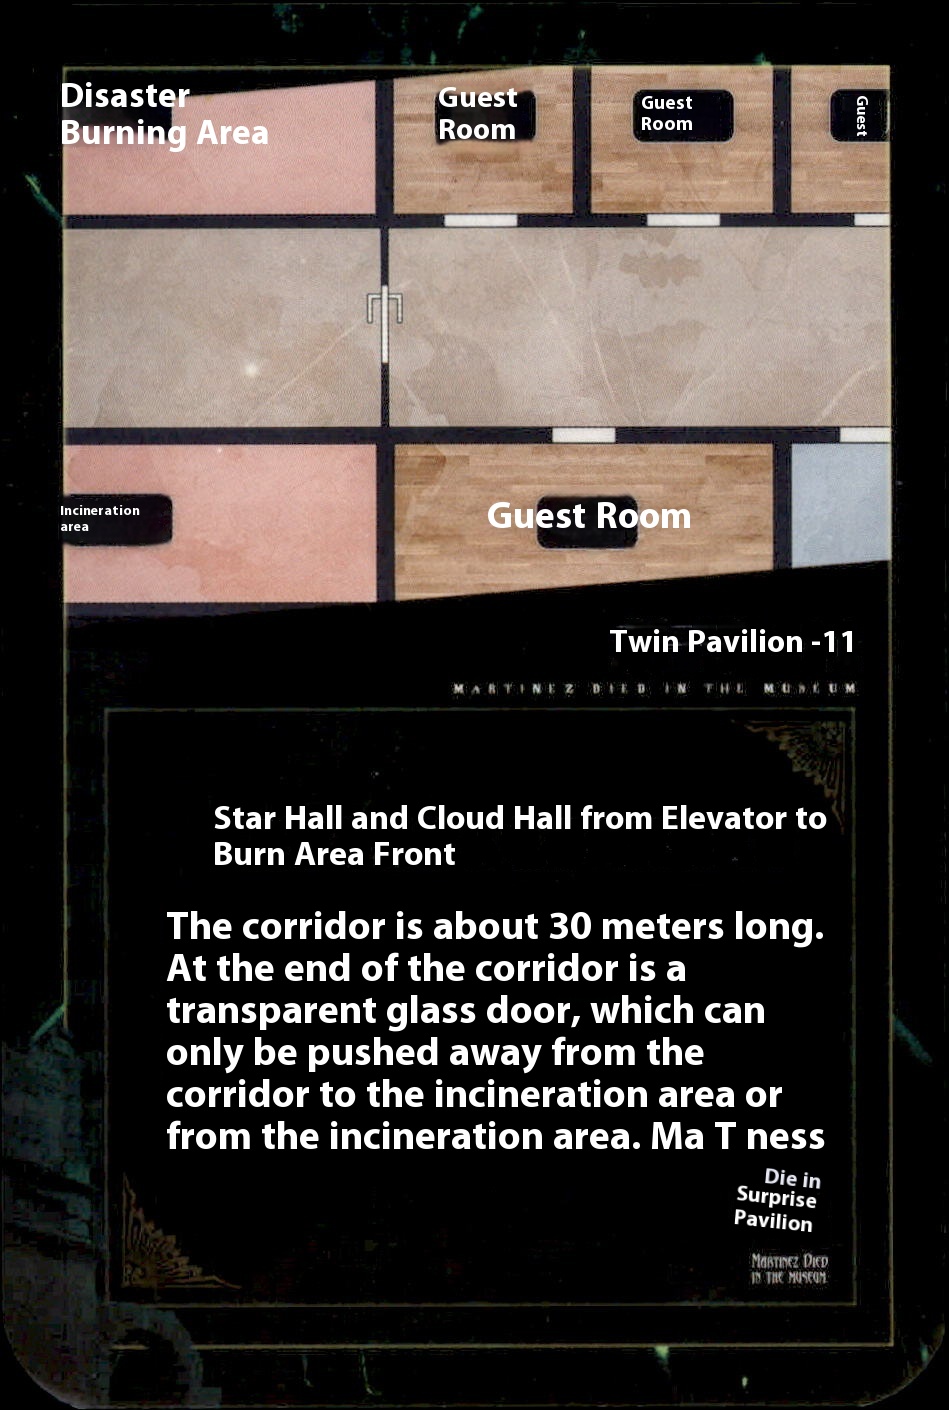 Disaster
Burning Area
Guest
Room
Guest
Room
Guest
Incineration
area
Guest Room
Twin Pavilion -11
MARTINEZ DIED IN THE MUSEUM
Star Hall and Cloud Hall from Elevator to
Burn Area Front
The corridor is about 30 meters long.
At the end of the corridor is a
transparent glass door, which can
only be pushed away from the
corridor to the incineration area or
from the incineration area. Ma T ness
Die in
Surprise
Pavilion
MARTINEZ DIED
IN THE MUSEUM